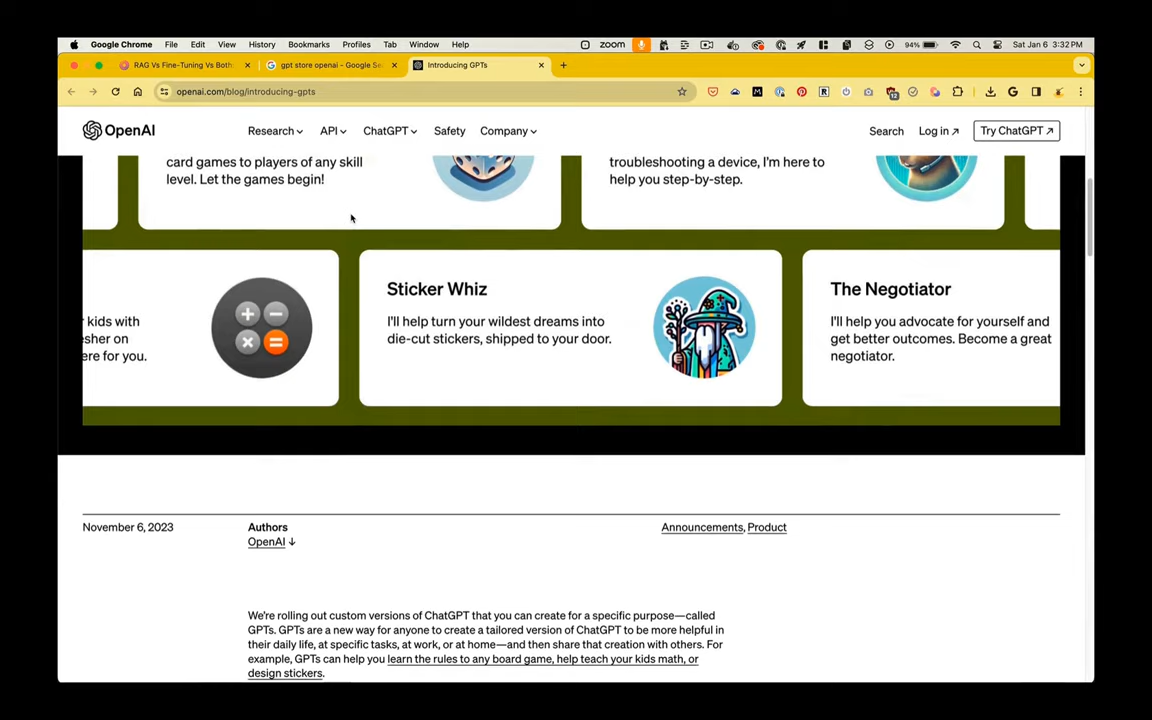 Google Chrome File Edit View History Bookmarks Profiles Tab Window Help zoom 94% Sat Jan 6 3:32 PM
RAG Vs Fine-Tuning Vs Both: gpt store openai - Google Se Introducing GPTs
openai.com/blog/introducing-gpts
OpenAI Research API ChatGPT Safety Company Search Log in ↗ Try ChatGPT ↗
card games to players of any skill
level. Let the games begin!
troubleshooting a device, I'm here to
help you step-by-step.
kids with
esher on
ere for you.
Sticker Whiz
I'll help turn your wildest dreams into
die-cut stickers, shipped to your door.
The Negotiator
I'll help you advocate for yourself and
get better outcomes. Become a great
negotiator.
November 6, 2023
Authors
OpenAI ↓
Announcements, Product
We're rolling out custom versions of ChatGPT that you can create for a specific purpose—called
GPTs. GPTs are a new way for anyone to create a tailored version of ChatGPT to be more helpful in
their daily life, at specific tasks, at work, or at home—and then share that creation with others. For
example, GPTs can help you learn the rules to any board game, help teach your kids math, or
design stickers.